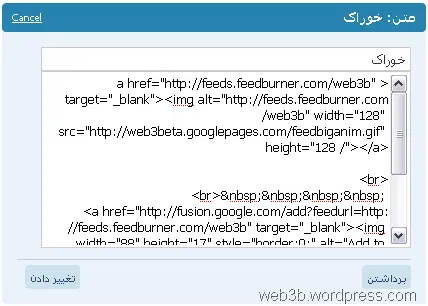 متن: خوراک
Cancel
خوراک
a href="http://feeds.feedburner.com/web3b" >
target="_blank"><img alt="http://feeds.feedburner.com
/web3b" width="128"
src="http://web3beta.googlepages.com/feedbiganim.gif"
height="128 /"></a>
<br>
<br>&nbsp;&nbsp;&nbsp;&nbsp;
<a href="http://fusion.google.com/add?feedurl=http:
//feeds.feedburner.com/web3b" target="_blank"><img
width="88" height="17" style="border:0;" alt="Add to
برداشتن
تغییر دادن
web3b.wordpress.com